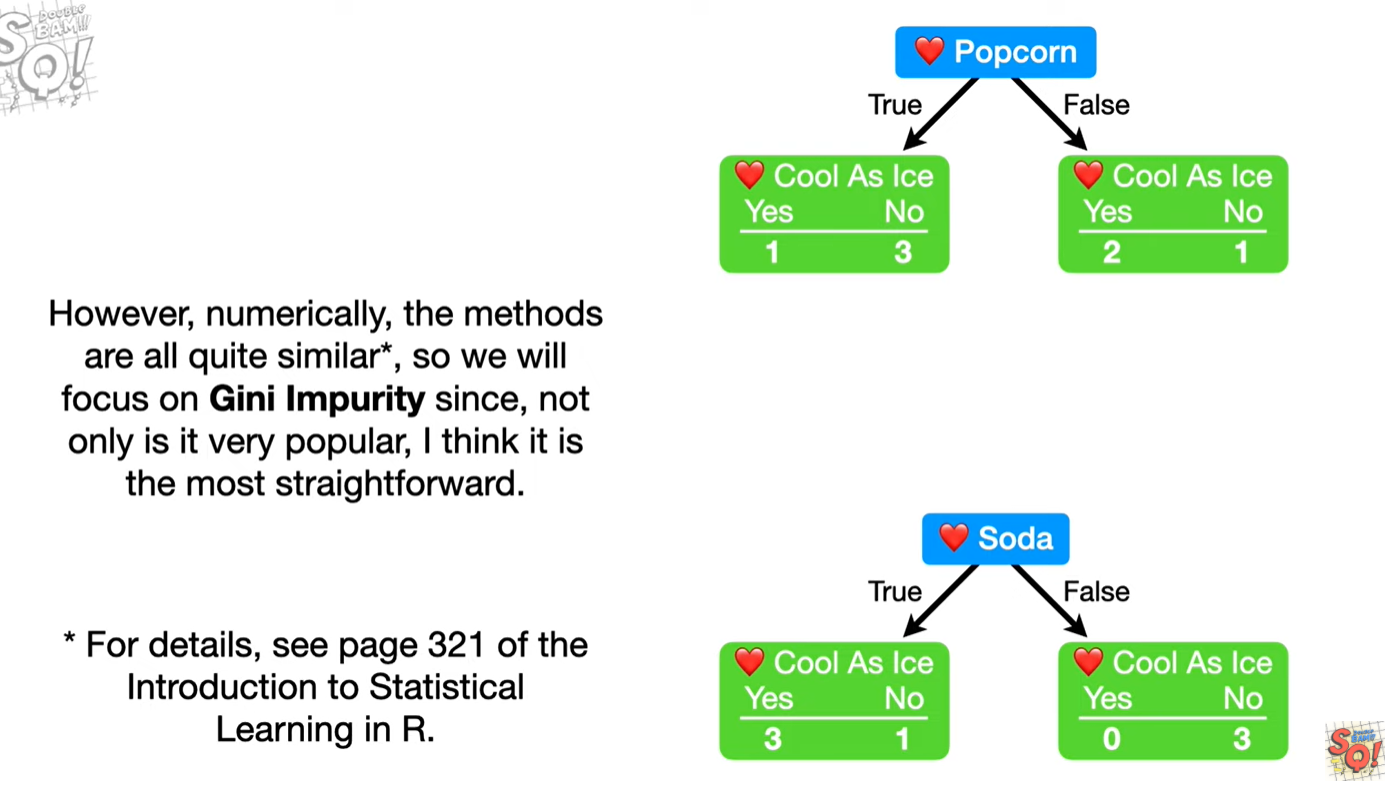 DOUBLE
BAM!!!
SQ!
❤️ Popcorn
True False
❤️ Cool As Ice ❤️ Cool As Ice
Yes No Yes No
1 3 2 1
However, numerically, the methods
are all quite similar*, so we will
focus on Gini Impurity since, not
only is it very popular, I think it is
the most straightforward.
❤️ Soda
True False
* For details, see page 321 of the
Introduction to Statistical
Learning in R.
❤️ Cool As Ice ❤️ Cool As Ice
Yes No Yes No
3 1 0 3
DOUBLE
BAM!!!
SQ!